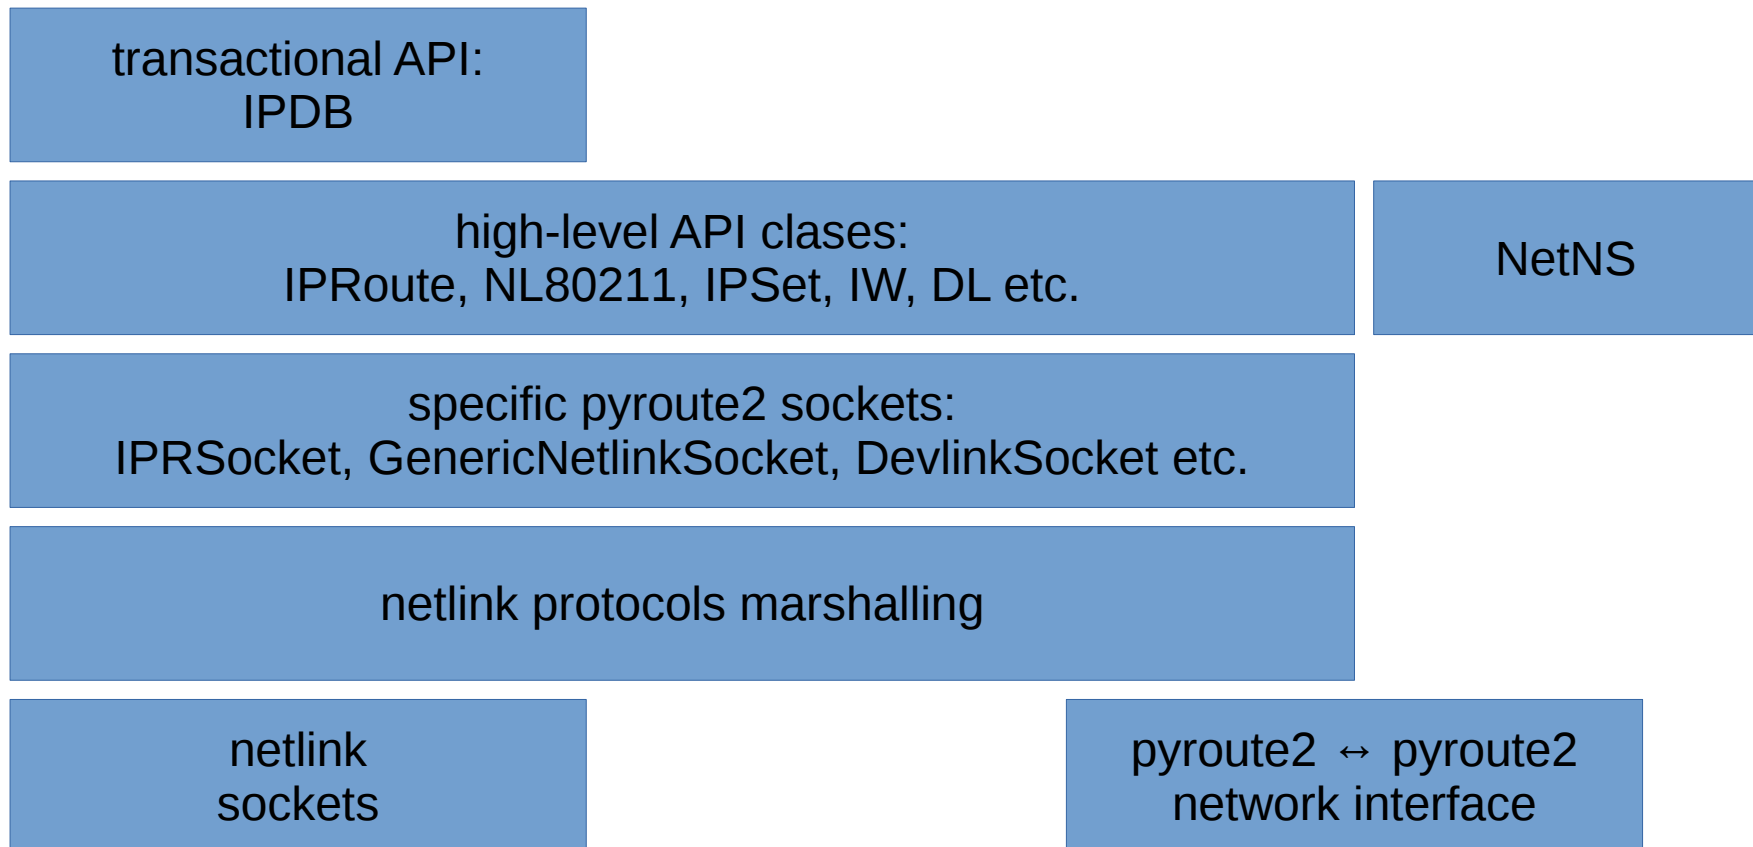 transactional API:
IPDB
high-level API clases:
IPRoute, NL80211, IPSet, IW, DL etc.
NetNS
specific pyroute2 sockets:
IPRSocket, GenericNetlinkSocket, DevlinkSocket etc.
netlink protocols marshalling
netlink
sockets
pyroute2 ↔ pyroute2
network interface